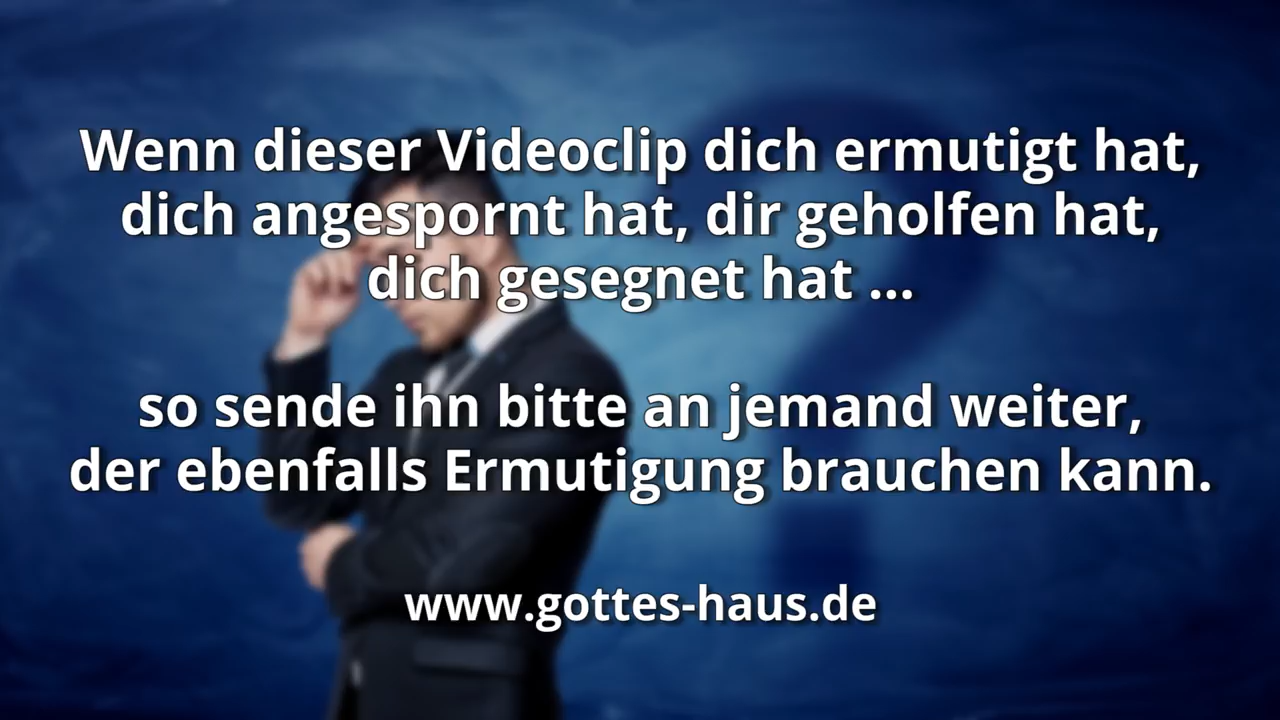 Wenn dieser Videoclip dich ermutigt hat,
dich angespornt hat, dir geholfen hat,
dich gesegnet hat ...
so sende ihn bitte an jemand weiter,
der ebenfalls Ermutigung brauchen kann.
www.gottes-haus.de